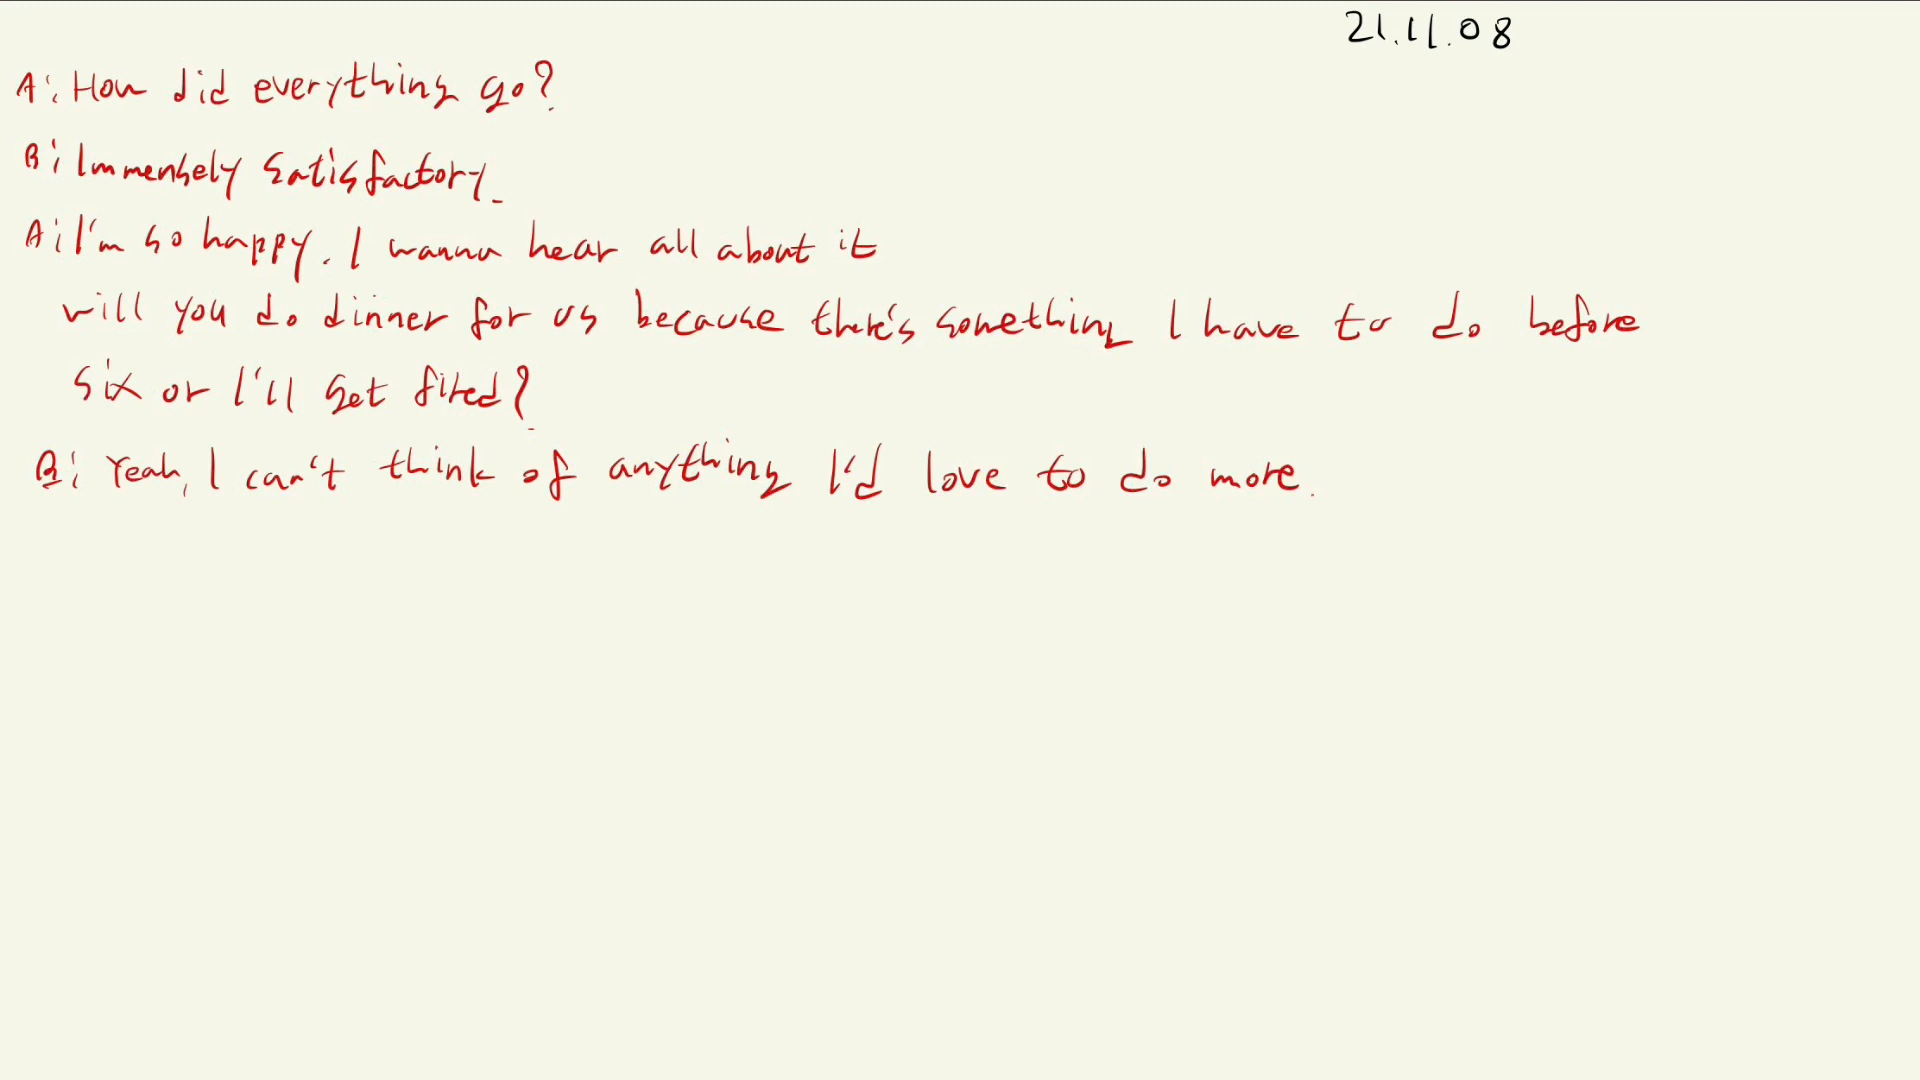 21.11.08
A: How did everything go?
B: Immensely satisfactory.
A: I'm so happy. I wanna hear all about it
will you do dinner for us because there's something I have to do before
six or I'll get fired?
B: Yeah, I can't think of anything I'd love to do more.